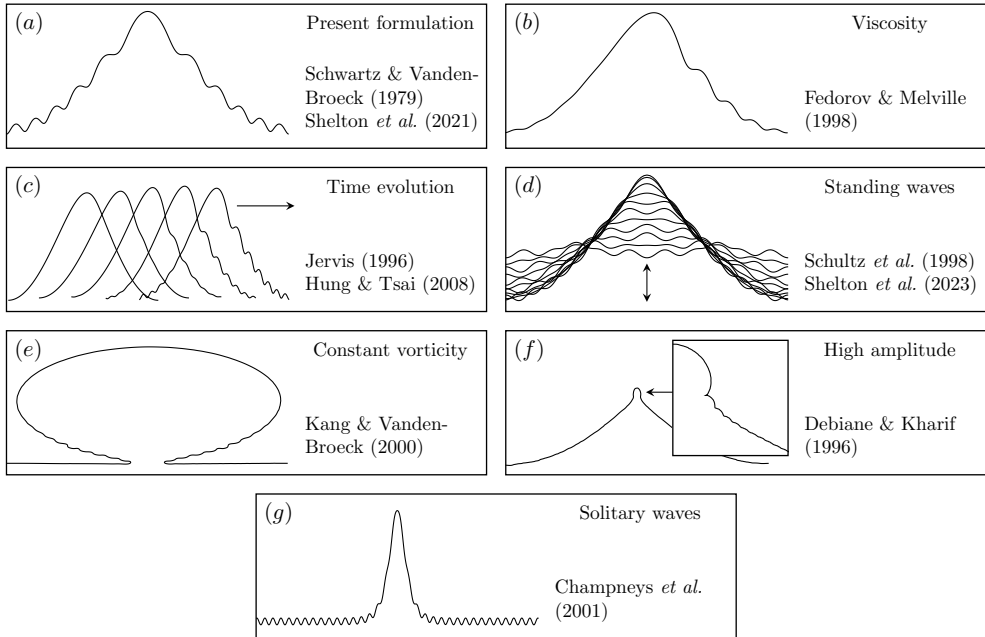 (a)
Present formulation
Schwartz & Vanden-
Broeck (1979)
Shelton et al. (2021)
(b)
Viscosity
Fedorov & Melville
(1998)
(c)
Time evolution
Jervis (1996)
Hung & Tsai (2008)
(d)
Standing waves
Schultz et al. (1998)
Shelton et al. (2023)
(e)
Constant vorticity
Kang & Vanden-
Broeck (2000)
(f)
High amplitude
Debiane & Kharif
(1996)
(g)
Solitary waves
Champneys et al.
(2001)